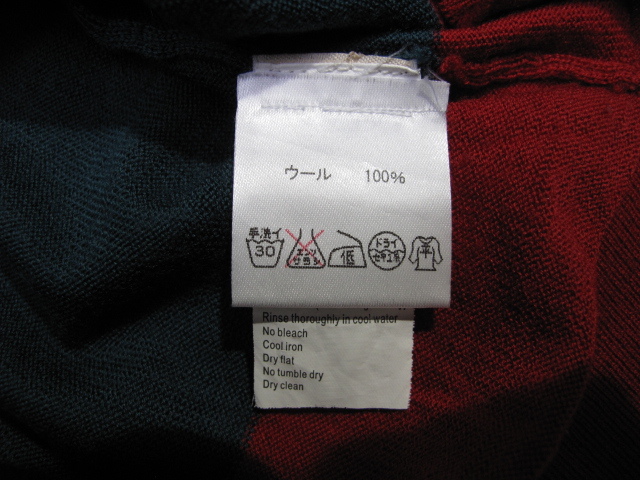 ウール 100%
手洗イ 30 エンソ サラシ 低 ドライ セキユ系 平
Rinse thoroughly in cool water
No bleach
Cool iron
Dry flat
No tumble dry
Dry clean